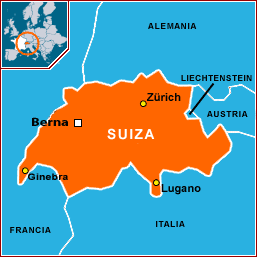 ALEMANIA
LIECHTENSTEIN
Zürich
AUSTRIA
Berna
SUIZA
Ginebra
Lugano
FRANCIA
ITALIA